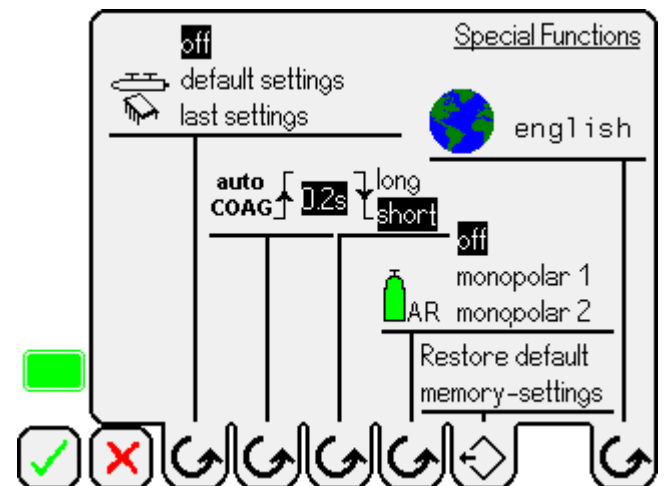 Special Functions
off
default settings
last settings
english
auto
COAG
0.2s
long
short
off
monopolar 1
AR monopolar 2
Restore default
memory-settings